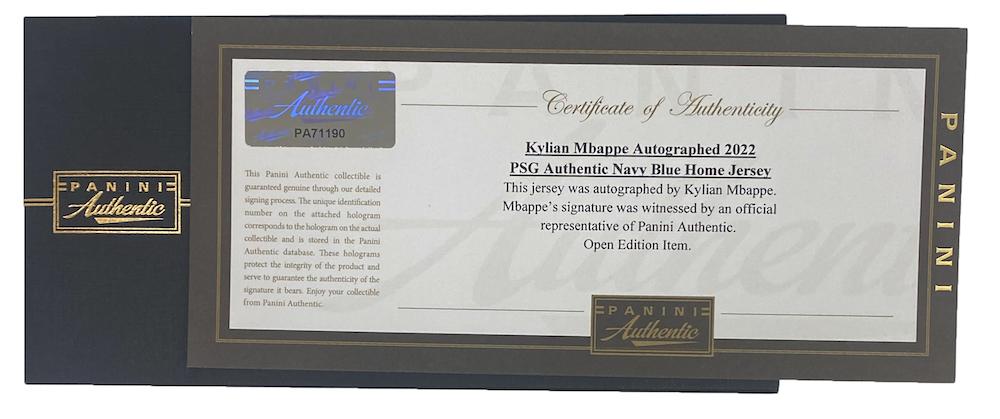 PANINI
Authentic
Authentic
PA71190
This Panini Authentic collectible is
guaranteed genuine through our detailed
signing process. The unique identification
number on the attached hologram
corresponds to the hologram on the actual
collectible and is stored in the Panini
Authentic database. These holograms
protect the integrity of the product and
serve to guarantee the authenticity of the
signature it bears. Enjoy your collectible
from Panini Authentic.
Certificate of Authenticity
Kylian Mbappe Autographed 2022
PSG Authentic Navy Blue Home Jersey
This jersey was autographed by Kylian Mbappe.
Mbappe's signature was witnessed by an official
representative of Panini Authentic.
Open Edition Item.
PANINI
Authentic
PANINI